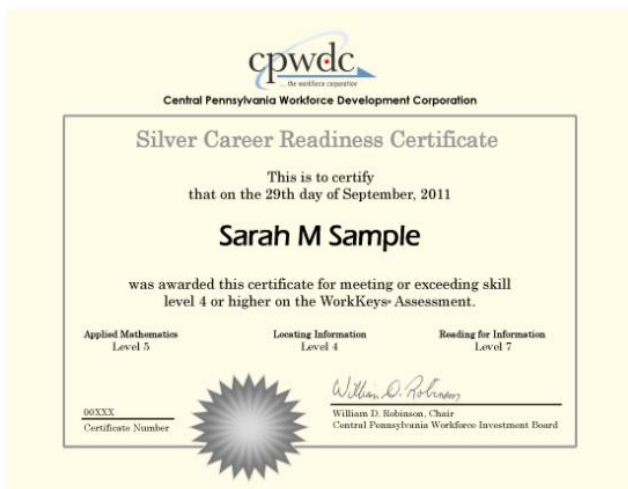 cpwdc
...the workforce corporation
Central Pennsylvania Workforce Development Corporation
Silver Career Readiness Certificate
This is to certify
that on the 29th day of September, 2011
Sarah M Sample
was awarded this certificate for meeting or exceeding skill
level 4 or higher on the WorkKeys® Assessment.
Applied Mathematics
Level 5
Locating Information
Level 4
Reading for Information
Level 7
William D. Robinson
00XXX
Certificate Number
William D. Robinson, Chair
Central Pennsylvania Workforce Investment Board